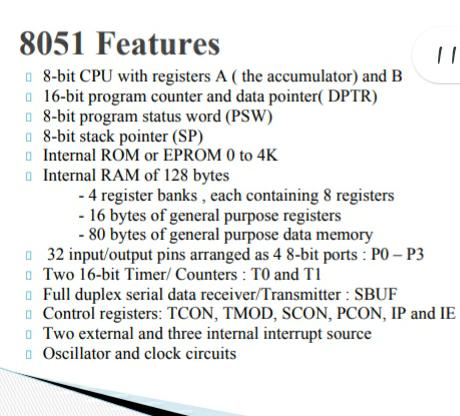 8051 Features
11
8-bit CPU with registers A ( the accumulator) and B
16-bit program counter and data pointer( DPTR)
8-bit program status word (PSW)
8-bit stack pointer (SP)
Internal ROM or EPROM 0 to 4K
Internal RAM of 128 bytes
- 4 register banks , each containing 8 registers
- 16 bytes of general purpose registers
- 80 bytes of general purpose data memory
32 input/output pins arranged as 4 8-bit ports : P0 – P3
Two 16-bit Timer/ Counters : T0 and T1
Full duplex serial data receiver/Transmitter : SBUF
Control registers: TCON, TMOD, SCON, PCON, IP and IE
Two external and three internal interrupt source
Oscillator and clock circuits